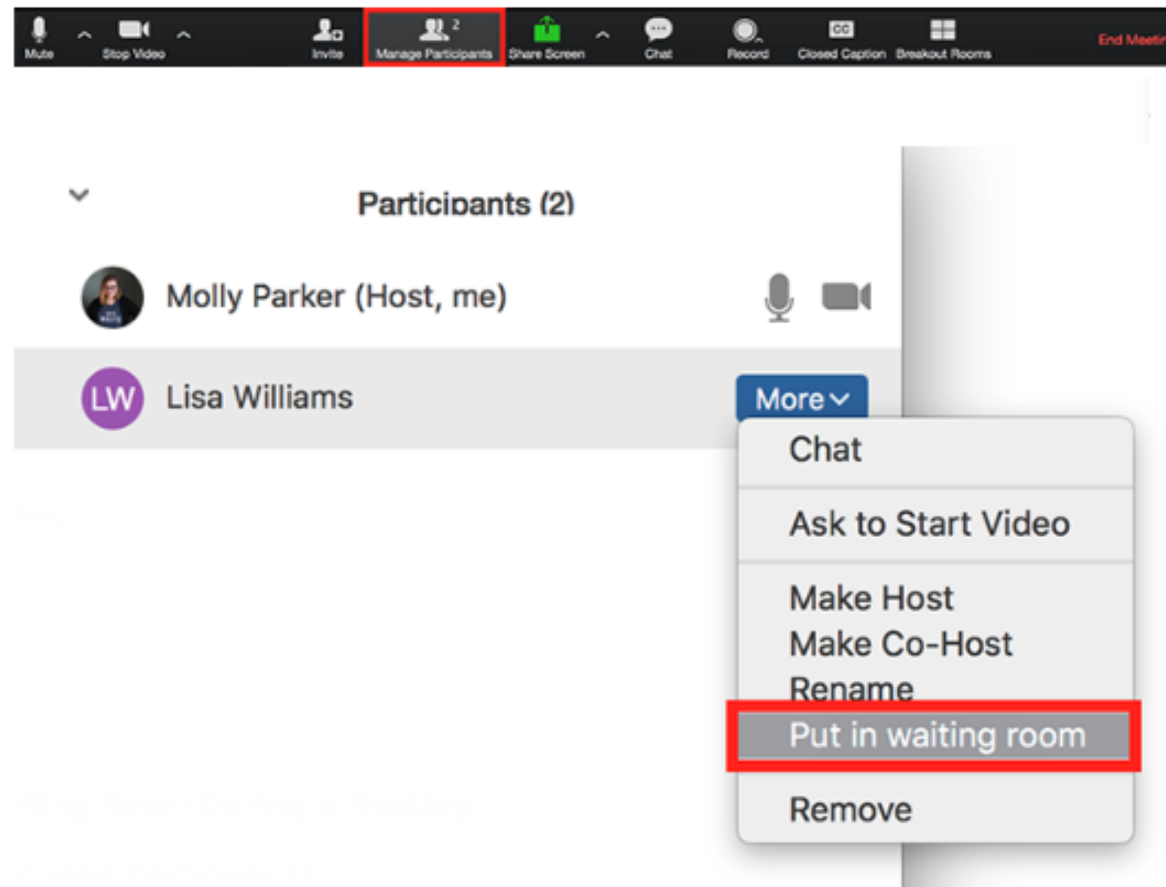 Mute
Stop Video
Invite
2
Manage Participants
Share Screen
Chat
Record
CC
Closed Caption
Breakout Rooms
End Meetin
Participants (2)
Molly Parker (Host, me)
LW
Lisa Williams
More
Chat
Ask to Start Video
Make Host
Make Co-Host
Rename
Put in waiting room
Remove